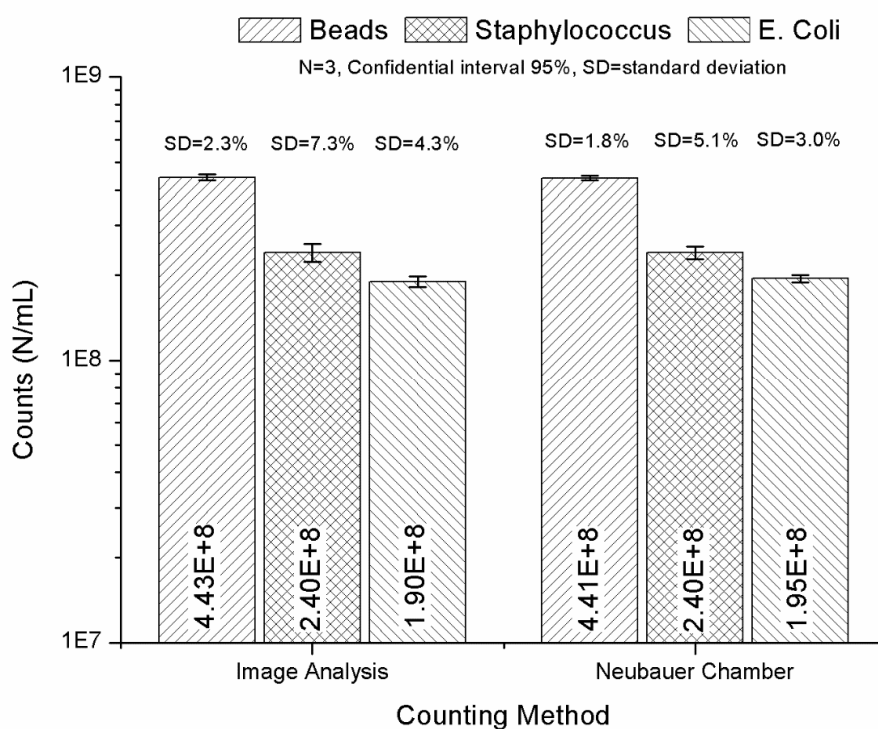 Beads Staphylococcus E. Coli
N=3, Confidential interval 95%, SD=standard deviation
1E9
SD=2.3% SD=7.3% SD=4.3% SD=1.8% SD=5.1% SD=3.0%
1E8
Counts (N/mL)
4.43E+8 2.40E+8 1.90E+8 4.41E+8 2.40E+8 1.95E+8
1E7
Image Analysis Neubauer Chamber
Counting Method